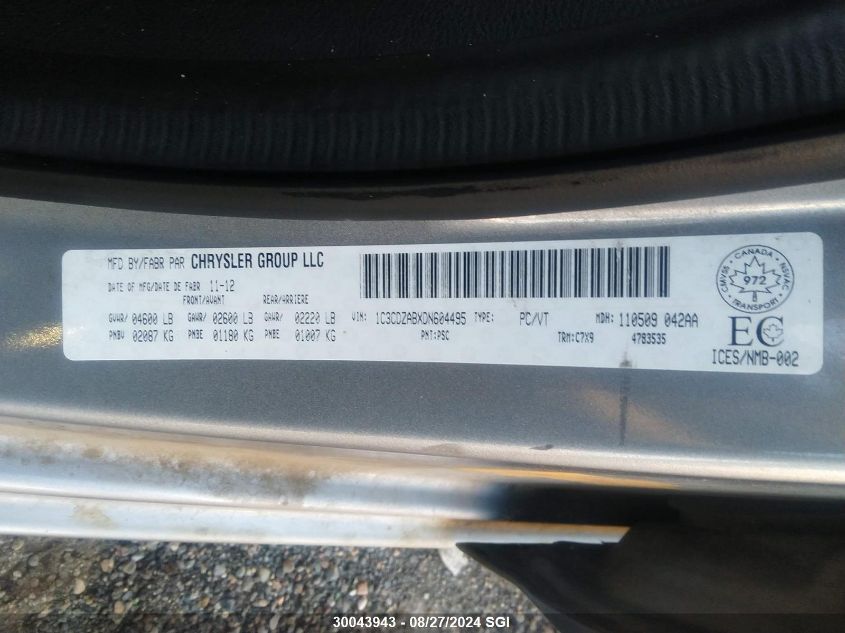 MFD BY/FABR PAR CHRYSLER GROUP LLC
DATE OF MFG/DATE DE FABR 11-12
FRONT/AVANT REAR/ARRIERE
GVWR/ 04600 LB GAWR/ 02600 LB GAWR/ 02220 LB
PNBV 02087 KG PNBE 01180 KG PNBE 01007 KG
VIN: 1C3CDZABXDN604495 TYPE: PC/VT MDH: 110509 042AA
PNT:PSC TRM:C7X9 4783535
CMVSS • CANADA • NSVAC
972
• TRANSPORT •
EC
ICES/NMB-002
30043943 - 08/27/2024 SGI